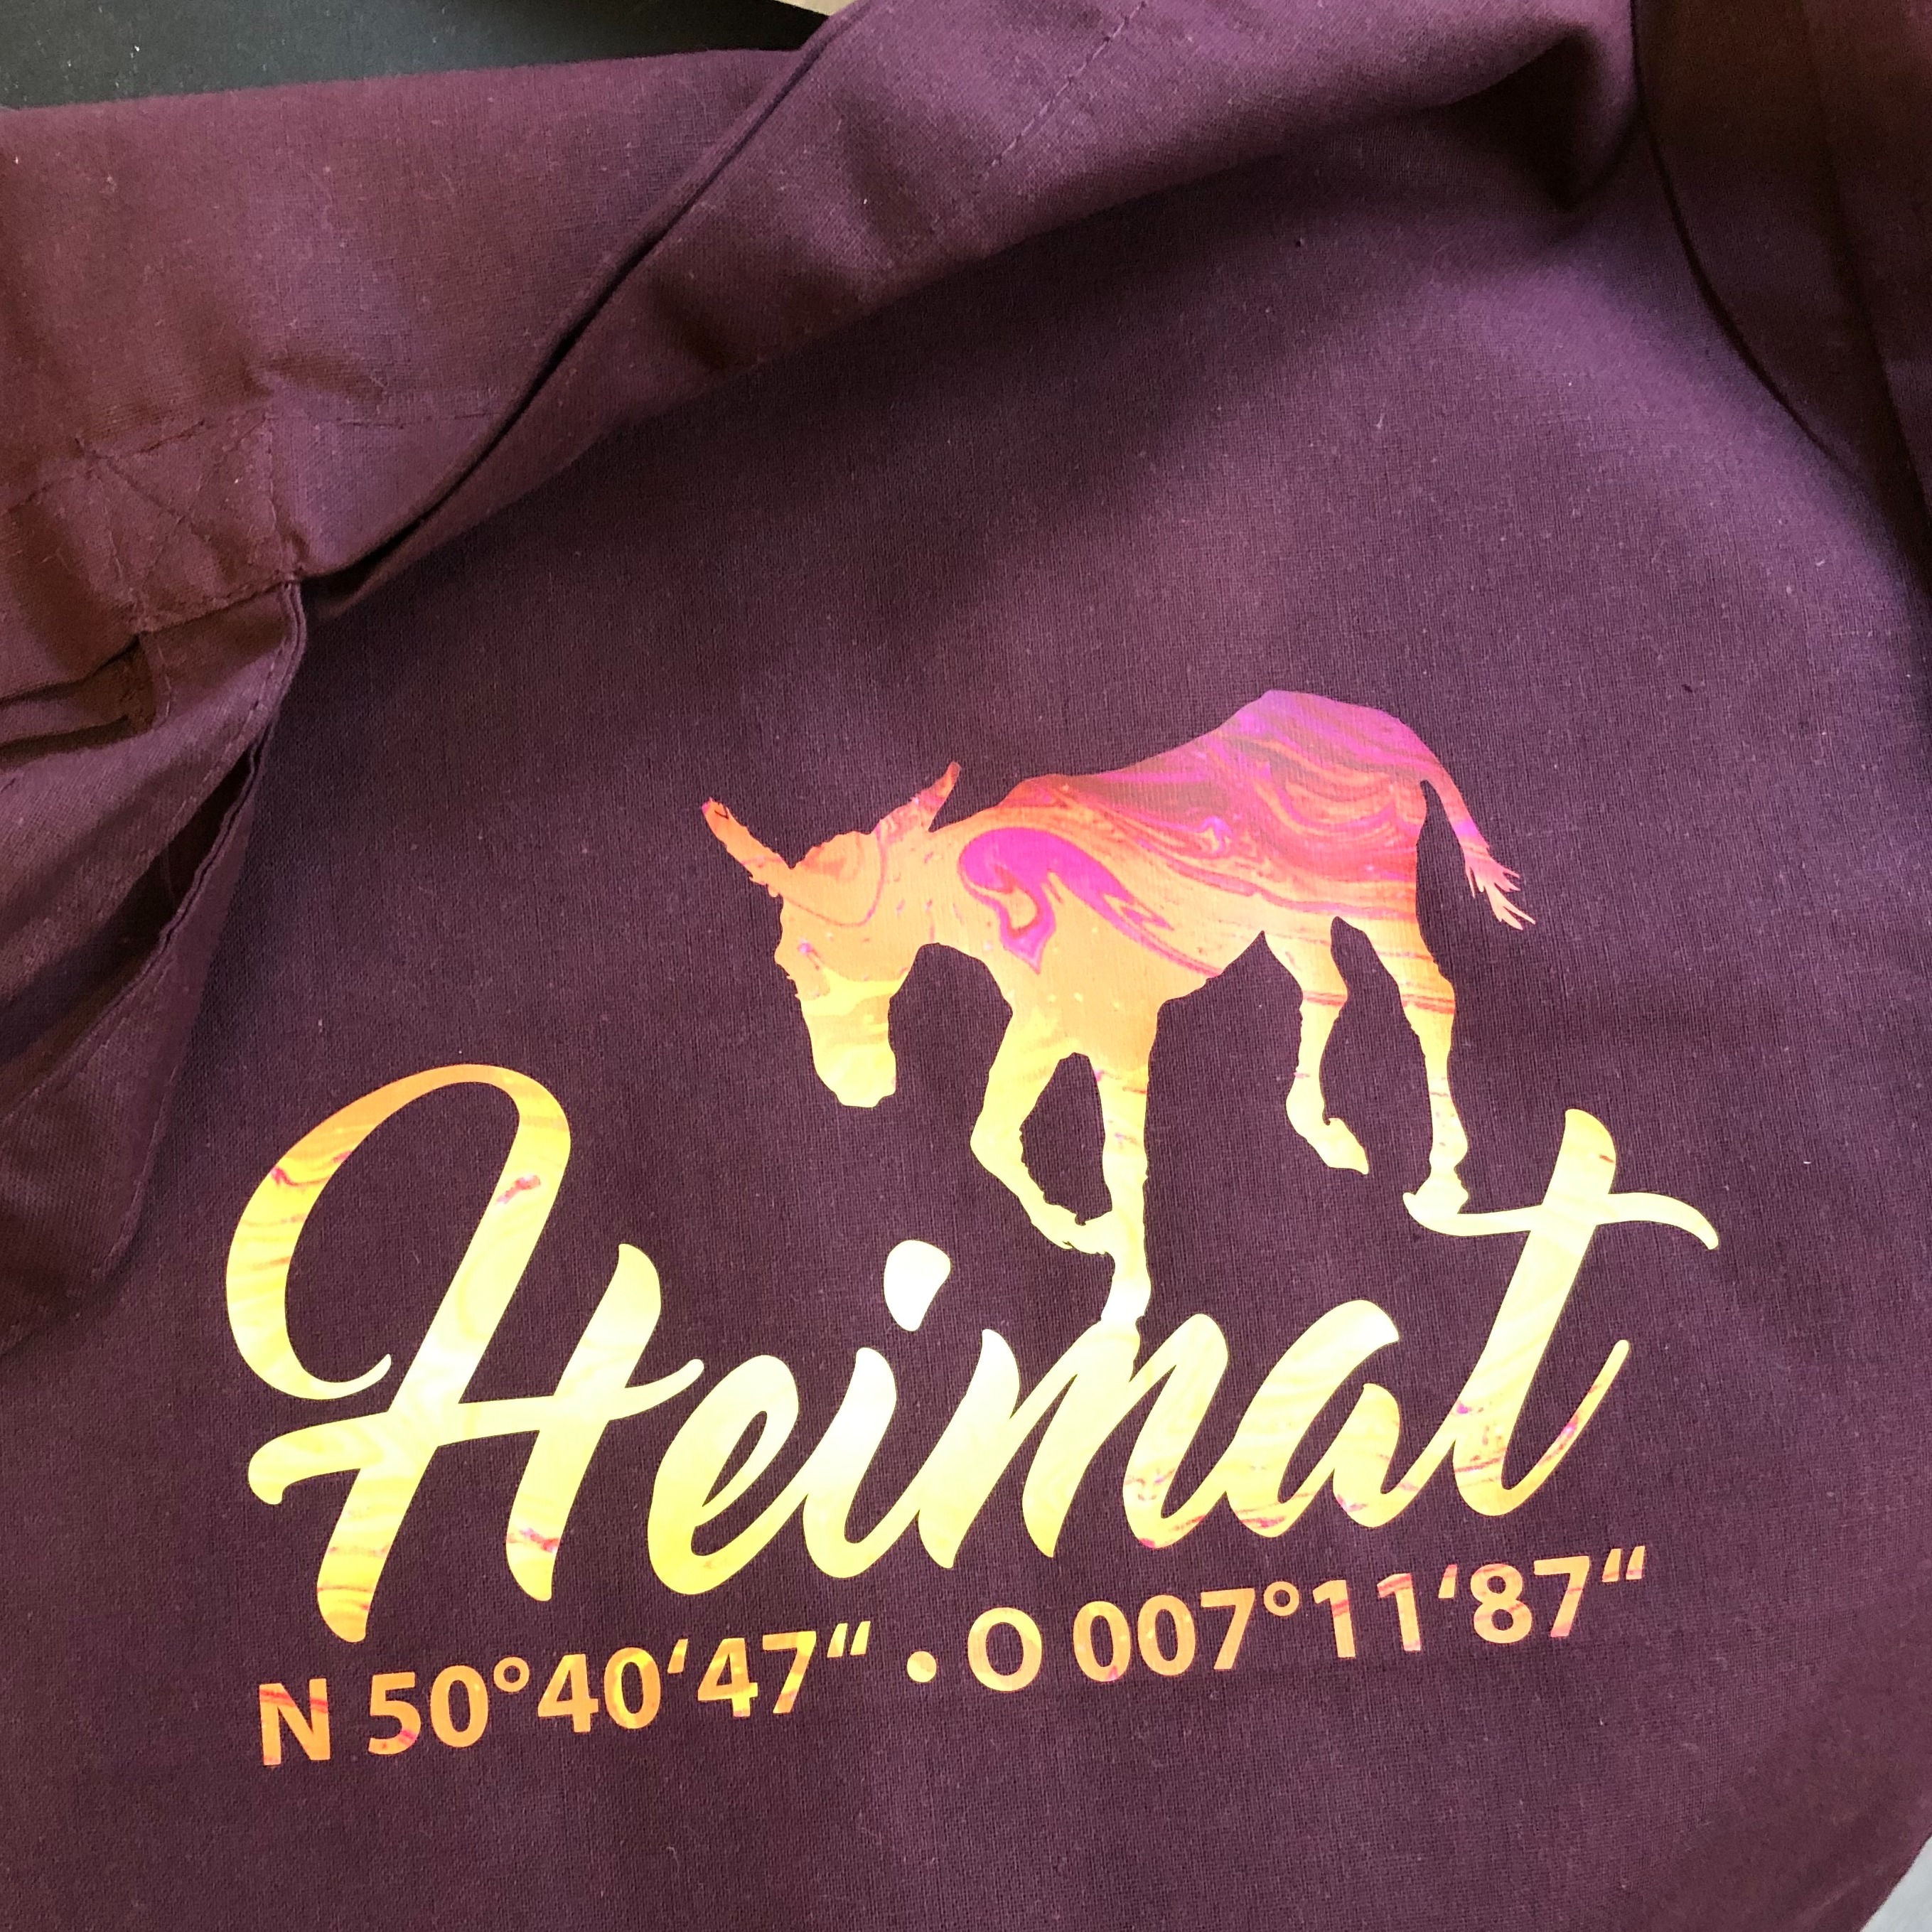 Heimat
N 50°40‘47“ • O 007°11‘87“